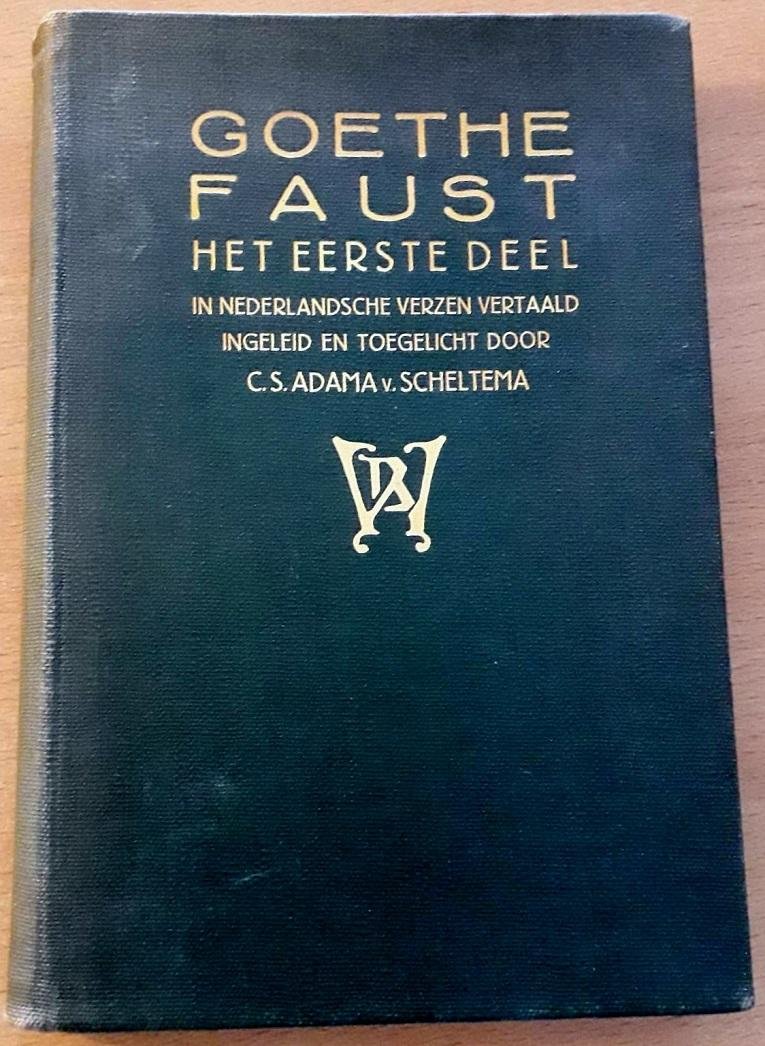 GOETHE
FAUST
HET EERSTE DEEL
IN NEDERLANDSCHE VERZEN VERTAALD
INGELEID EN TOEGELICHT DOOR
C. S. ADAMA v. SCHELTEMA